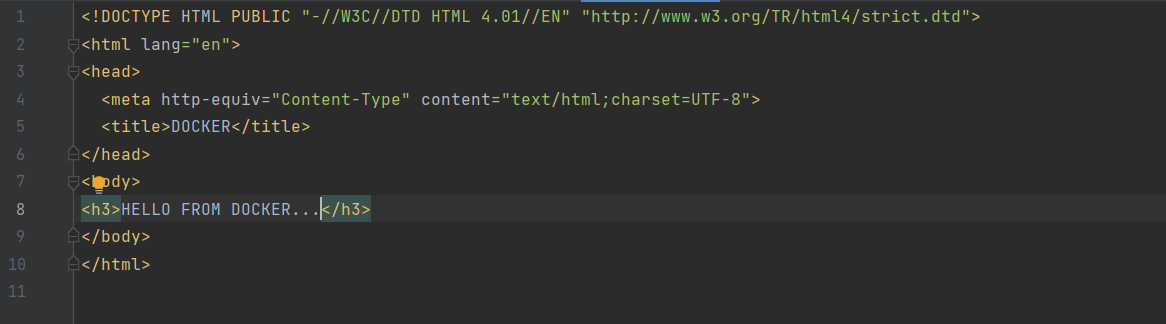 1 <!DOCTYPE HTML PUBLIC "-//W3C//DTD HTML 4.01//EN" "http://www.w3.org/TR/html4/strict.dtd">
2 <html lang="en">
3 <head>
4   <meta http-equiv="Content-Type" content="text/html;charset=UTF-8">
5   <title>DOCKER</title>
6 </head>
7 <body>
8 <h3>HELLO FROM DOCKER...</h3>
9 </body>
10 </html>
11